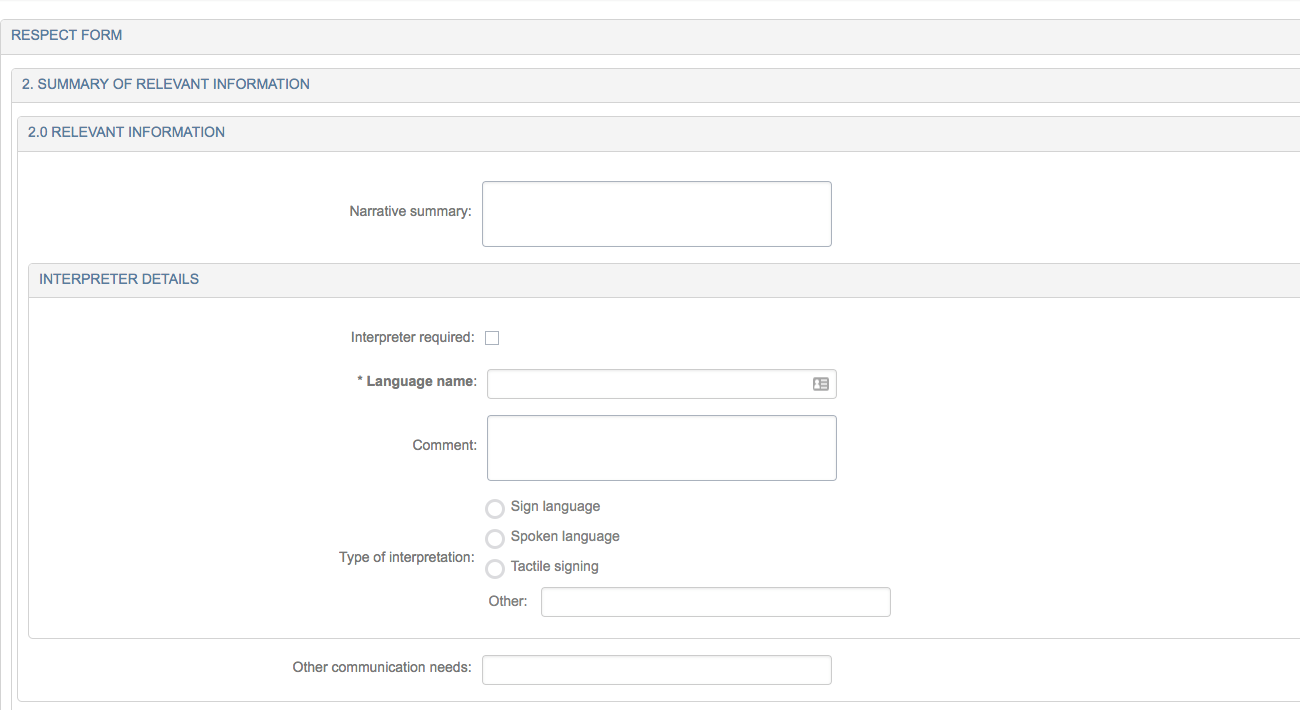 RESPECT FORM
2. SUMMARY OF RELEVANT INFORMATION
2.0 RELEVANT INFORMATION
Narrative summary:
INTERPRETER DETAILS
Interpreter required:
* Language name:
Comment:
Sign language
Spoken language
Type of interpretation:
Tactile signing
Other:
Other communication needs: